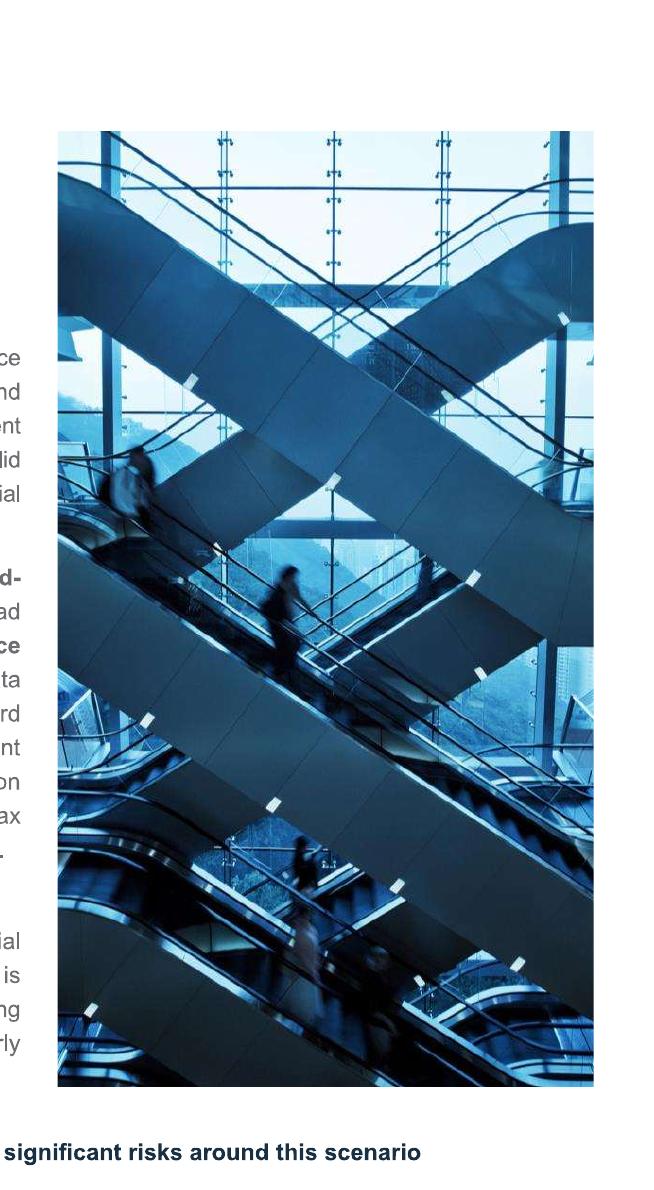 ce
nd
ent
lid
ial
d-
ad
ce
ta
rd
nt
on
ax
.
ial
is
ng
rly
significant risks around this scenario